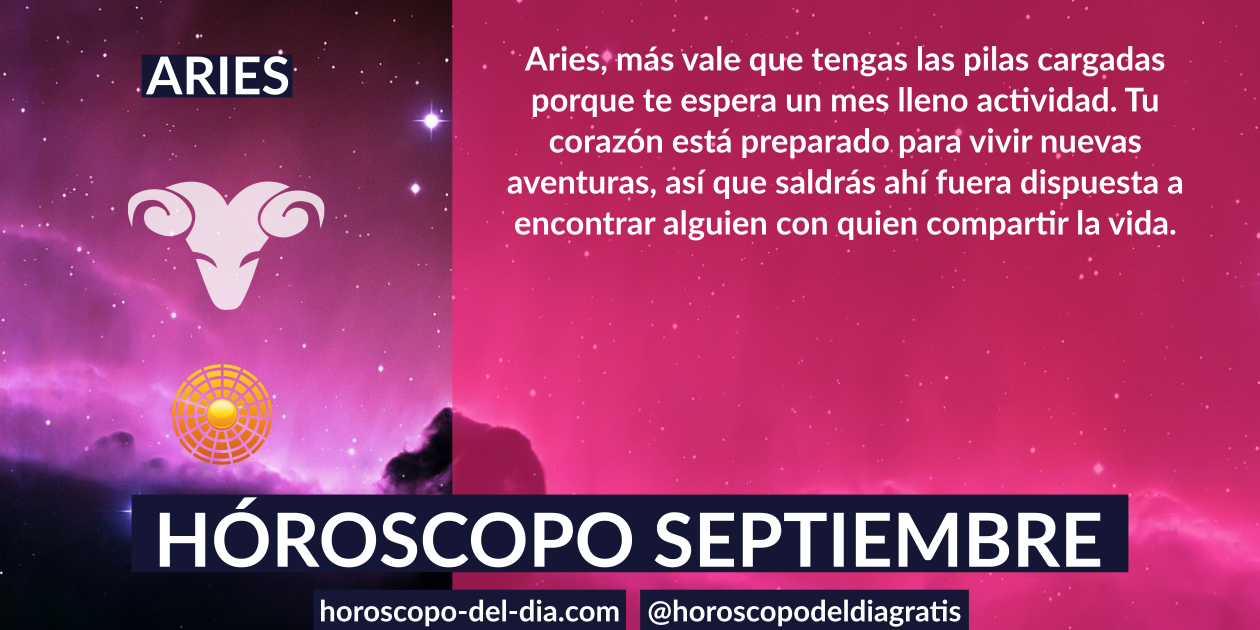 ARIES
Aries, más vale que tengas las pilas cargadas
porque te espera un mes lleno actividad. Tu
corazón está preparado para vivir nuevas
aventuras, así que saldrás ahí fuera dispuesta a
encontrar alguien con quien compartir la vida.
HÓROSCOPO SEPTIEMBRE
horoscopo-del-dia.com @horoscopodeldiagratis